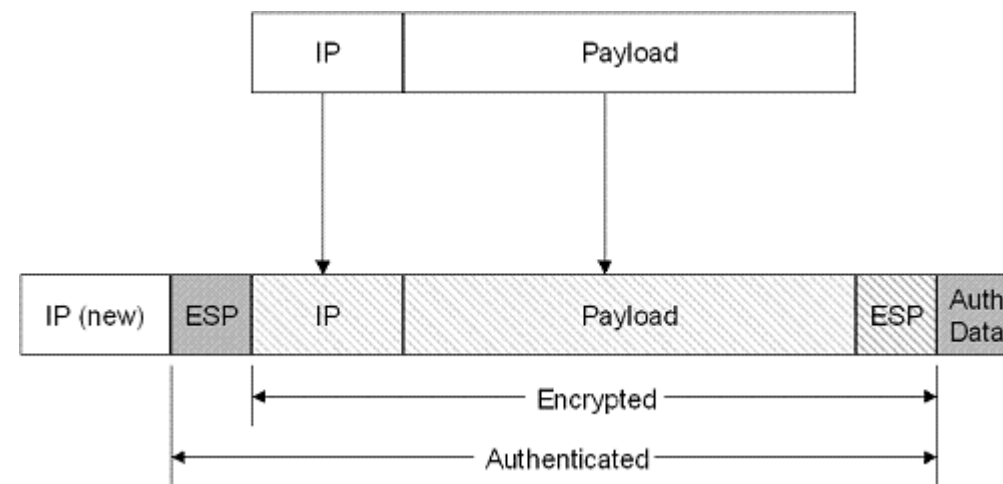 IP Payload
IP (new) ESP IP Payload ESP Auth
Data
Encrypted
Authenticated